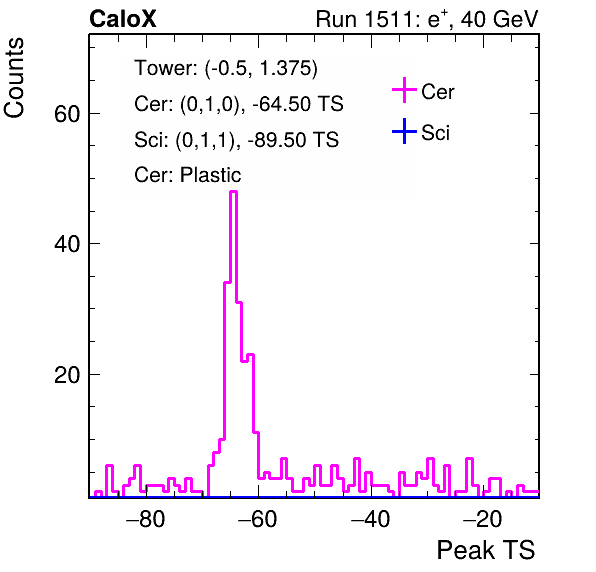 CaloX Run 1511: e⁺, 40 GeV
Counts
Tower: (-0.5, 1.375)
Cer: (0,1,0), -64.50 TS
Sci: (0,1,1), -89.50 TS
Cer: Plastic
Cer
Sci
60
40
20
−80 −60 −40 −20
Peak TS